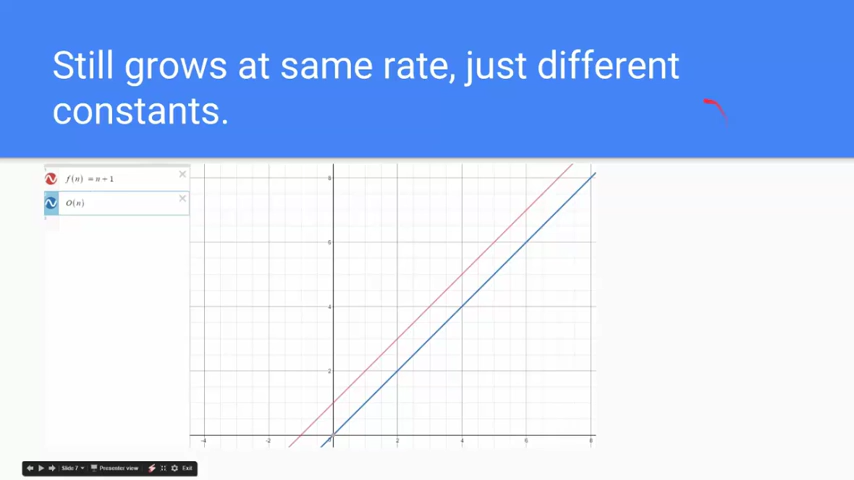 Still grows at same rate, just different
constants.
f(n) = n + 1
O(n)
8
6
4
2
-4 -2 0 2 4 6 8
Slide 7 Presenter view Exit